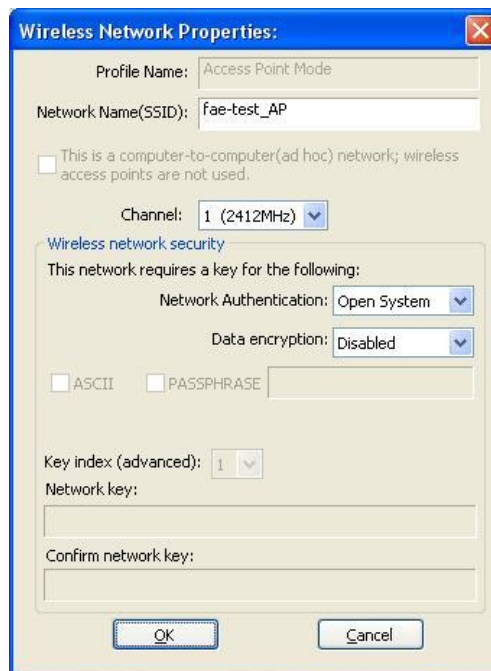 Wireless Network Properties:
Profile Name: Access Point Mode
Network Name(SSID): fae-test_AP
This is a computer-to-computer(ad hoc) network; wireless
access points are not used.
Channel: 1 (2412MHz)
Wireless network security
This network requires a key for the following:
Network Authentication: Open System
Data encryption: Disabled
ASCII PASSPHRASE
Key index (advanced): 1
Network key:
Confirm network key:
OK Cancel